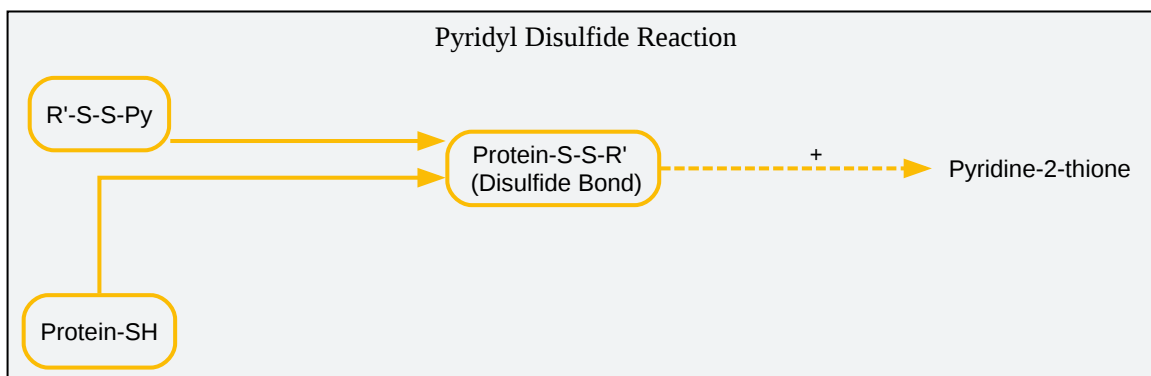 Pyridyl Disulfide Reaction
R'-S-S-Py
Protein-S-S-R'
(Disulfide Bond)
+
Pyridine-2-thione
Protein-SH